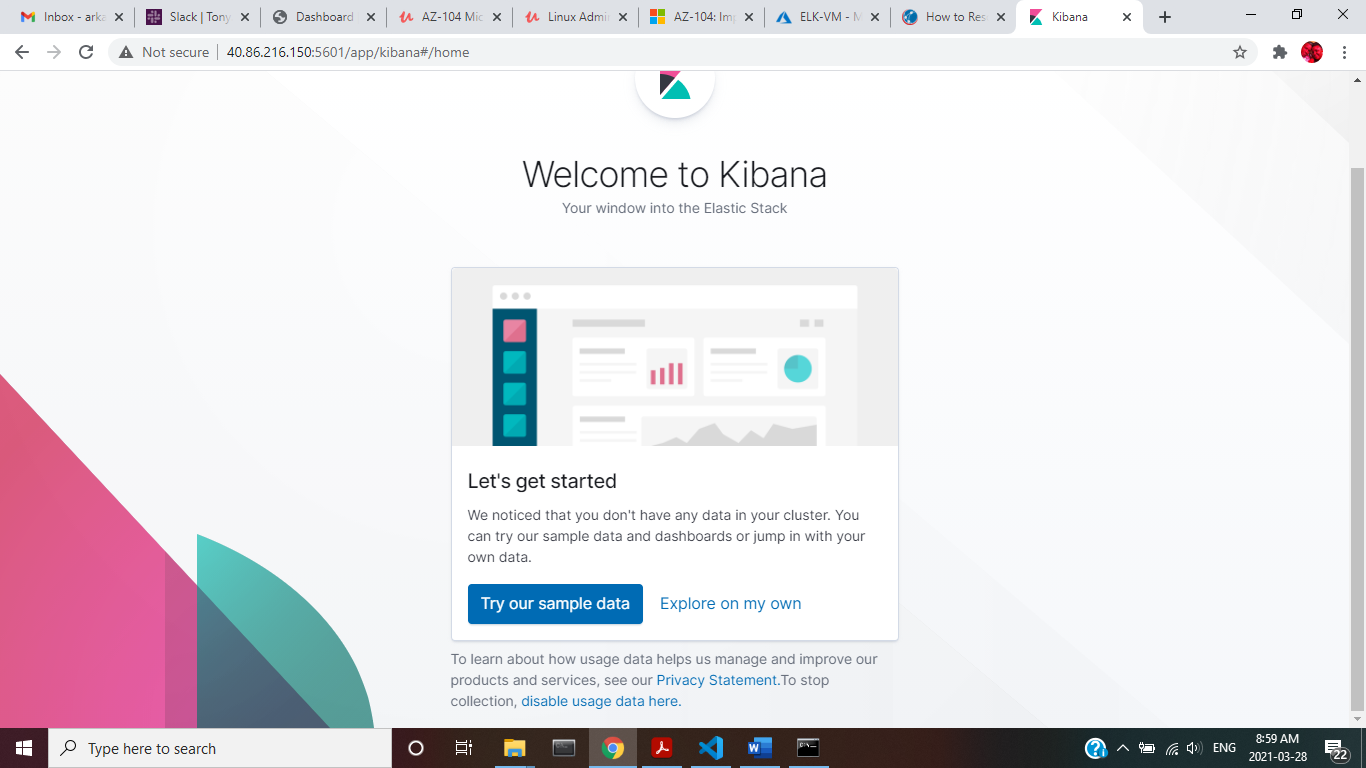 Inbox - arka
Slack | Tony
Dashboard
AZ-104 Mic
Linux Admin
AZ-104: Imp
ELK-VM - M
How to Res
Kibana
Not secure
40.86.216.150:5601/app/kibana#/home
Welcome to Kibana
Your window into the Elastic Stack
Let's get started
We noticed that you don't have any data in your cluster. You
can try our sample data and dashboards or jump in with your
own data.
Try our sample data
Explore on my own
To learn about how usage data helps us manage and improve our
products and services, see our Privacy Statement.To stop
collection, disable usage data here.
Type here to search
ENG
8:59 AM
2021-03-28
22